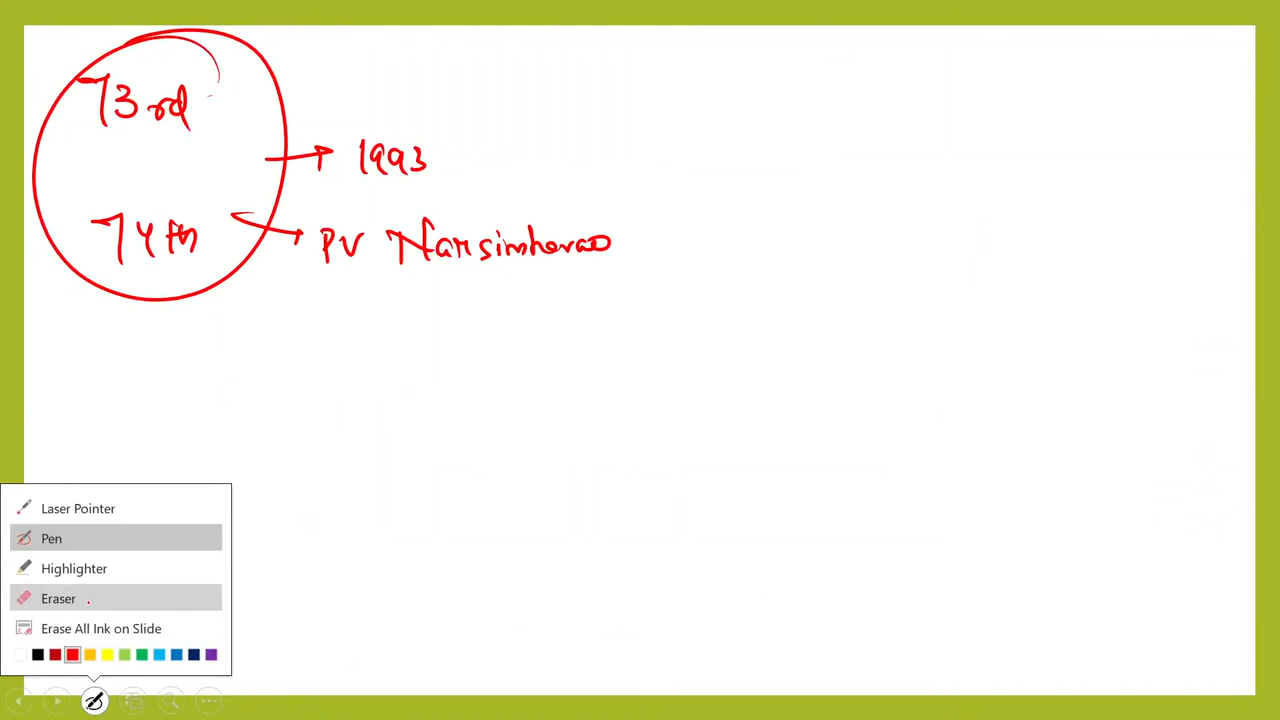 73rd
1993
74th
PV Narsimharao
Laser Pointer
Pen
Highlighter
Eraser
Erase All Ink on Slide